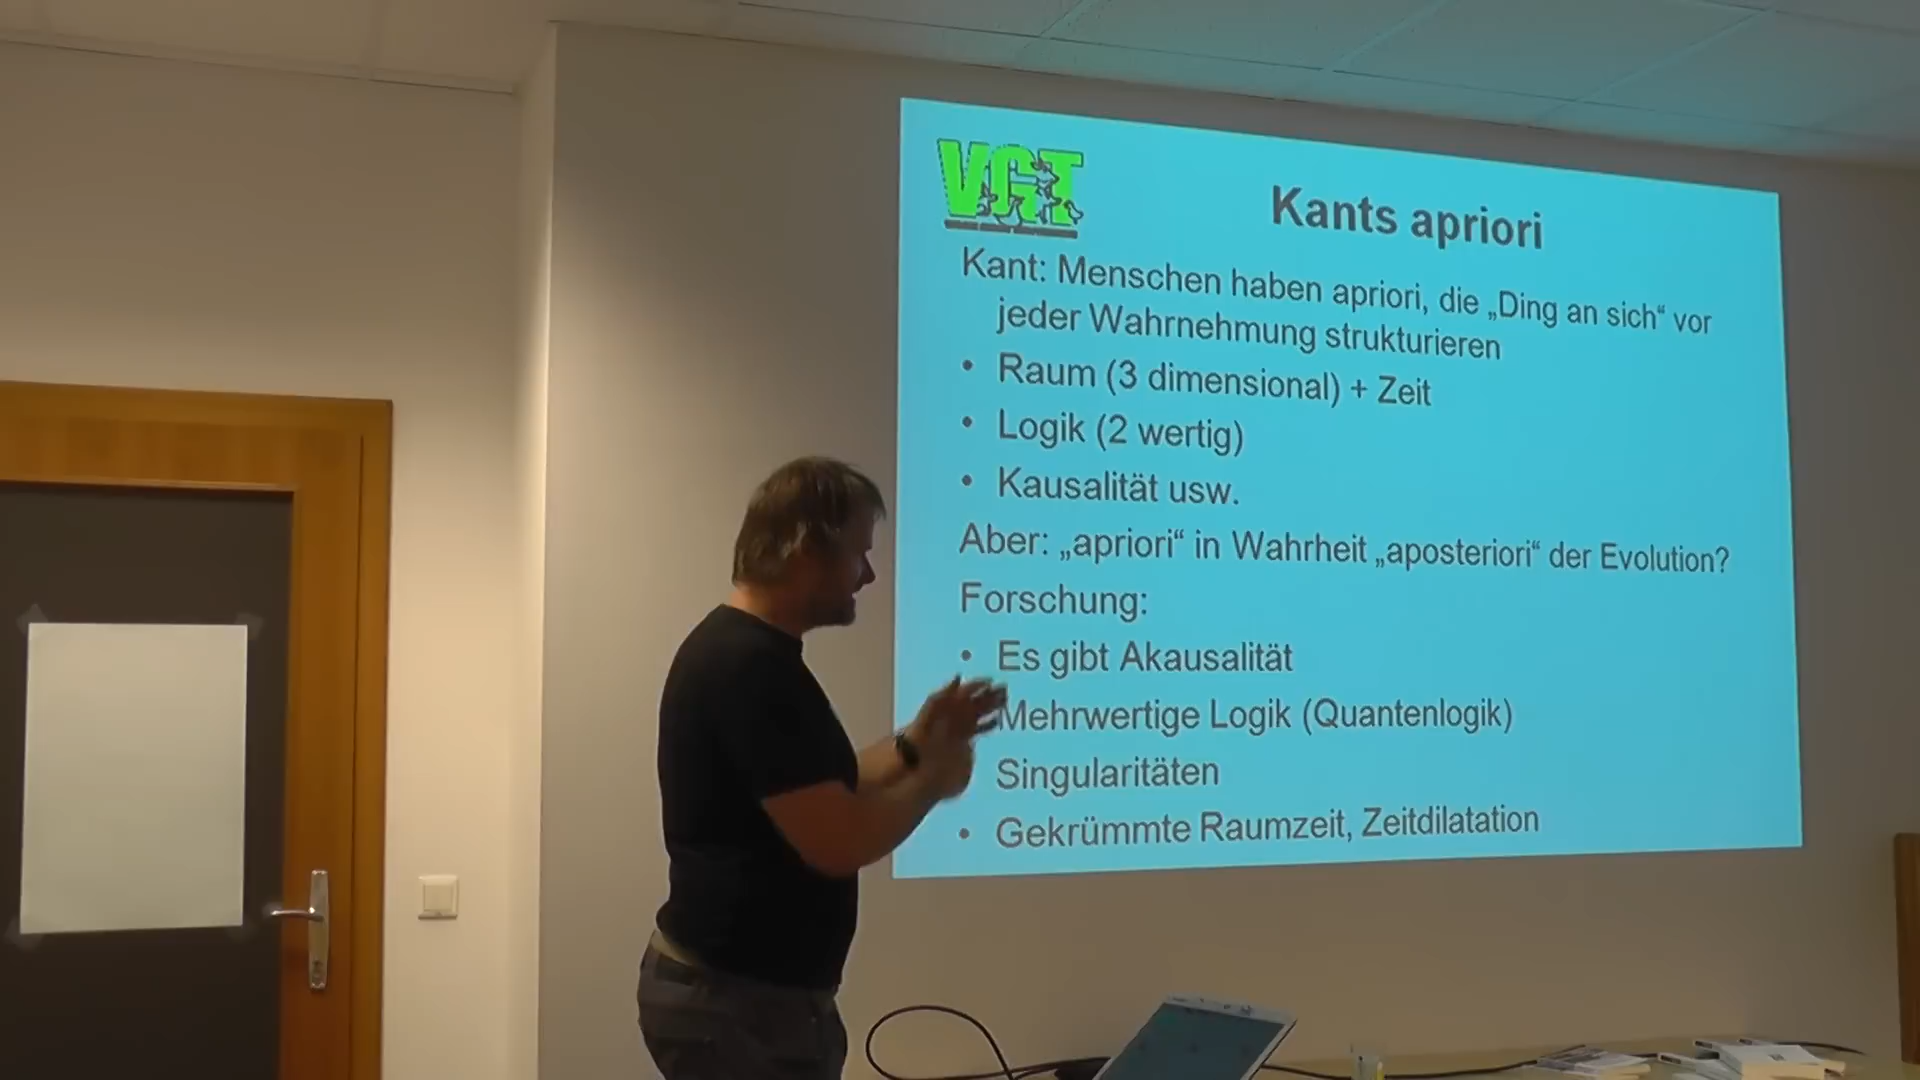 VGT
Kants apriori
Kant: Menschen haben apriori, die „Ding an sich“ vor
jeder Wahrnehmung strukturieren
• Raum (3 dimensional) + Zeit
• Logik (2 wertig)
• Kausalität usw.
Aber: „apriori“ in Wahrheit „aposteriori“ der Evolution?
Forschung:
• Es gibt Akausalität
Mehrwertige Logik (Quantenlogik)
Singularitäten
• Gekrümmte Raumzeit, Zeitdilatation